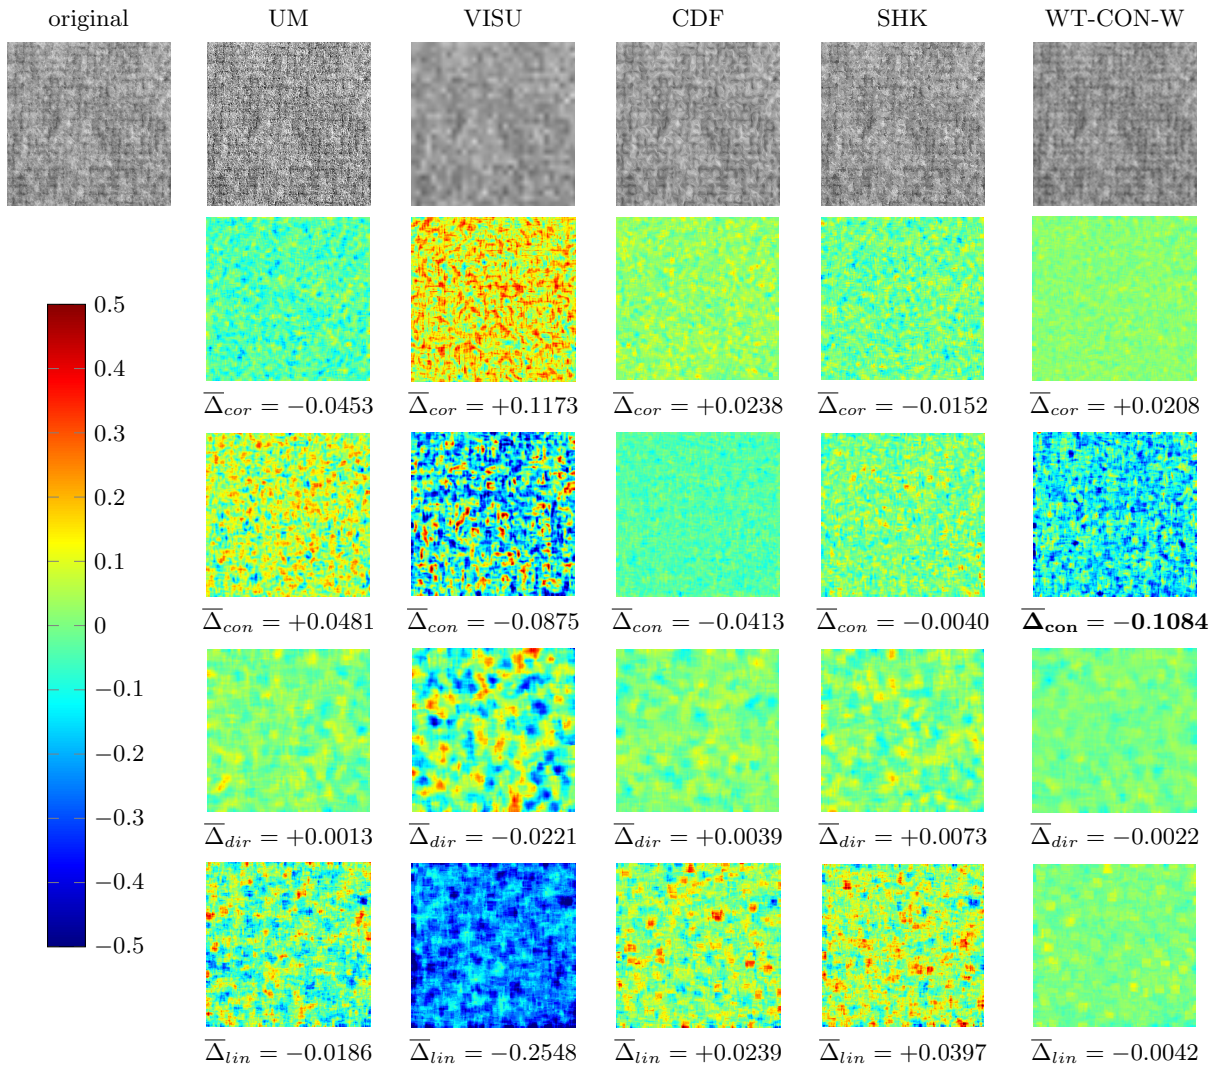 original UM VISU CDF SHK WT-CON-W
0.5
0.4
0.3
0.2
0.1
0
−0.1
−0.2
−0.3
−0.4
−0.5
Δ̅cor = −0.0453 Δ̅cor = +0.1173 Δ̅cor = +0.0238 Δ̅cor = −0.0152 Δ̅cor = +0.0208
Δ̅con = +0.0481 Δ̅con = −0.0875 Δ̅con = −0.0413 Δ̅con = −0.0040 Δ̅con = −0.1084
Δ̅dir = +0.0013 Δ̅dir = −0.0221 Δ̅dir = +0.0039 Δ̅dir = +0.0073 Δ̅dir = −0.0022
Δ̅lin = −0.0186 Δ̅lin = −0.2548 Δ̅lin = +0.0239 Δ̅lin = +0.0397 Δ̅lin = −0.0042